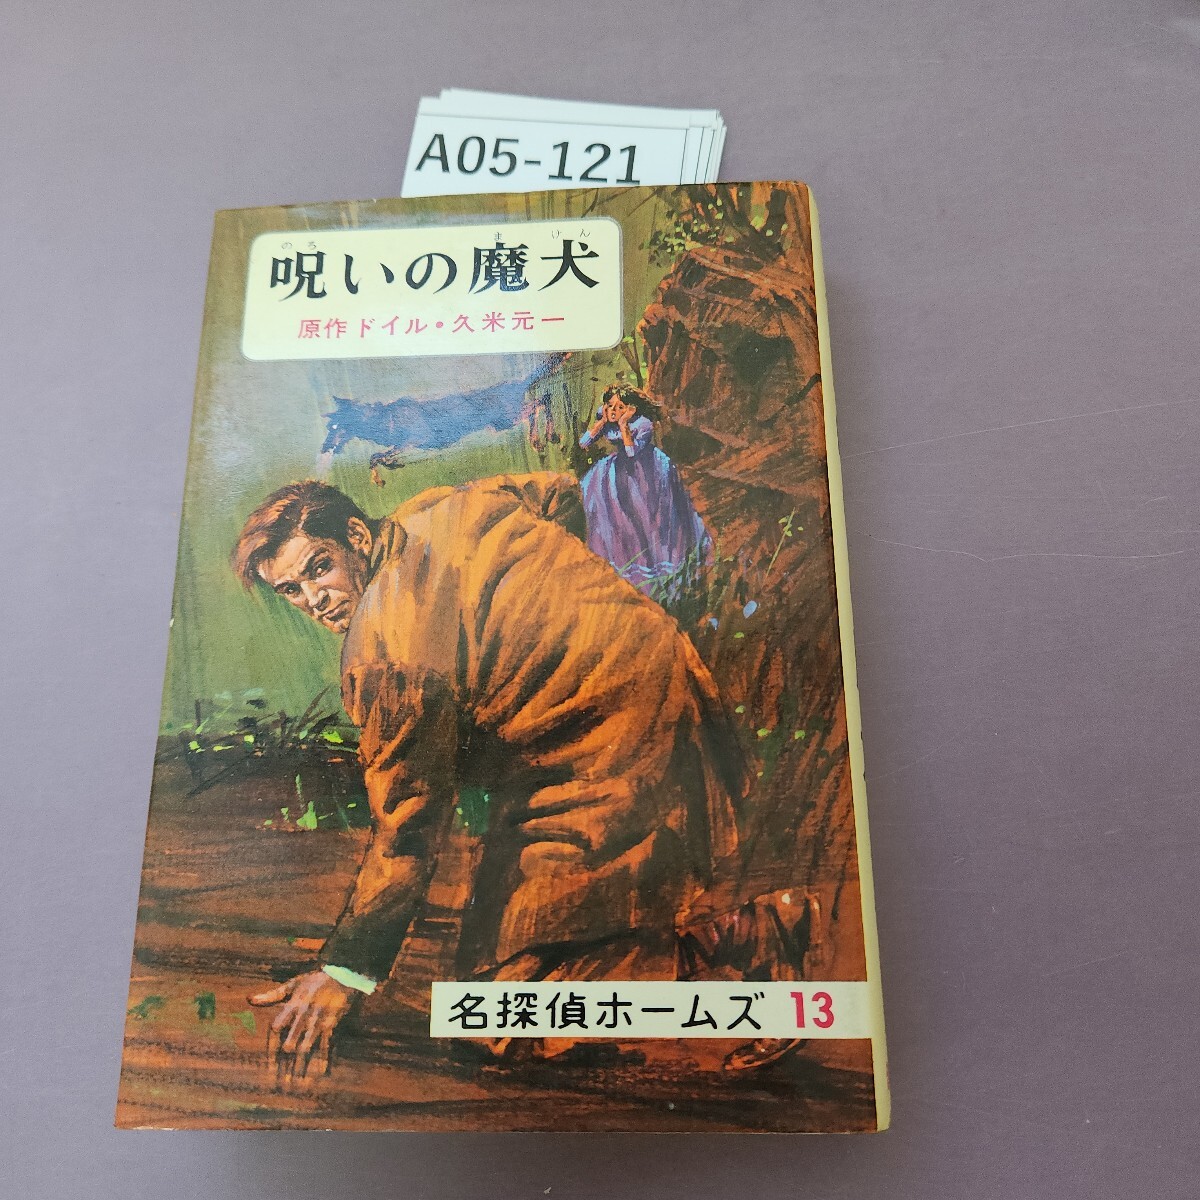 A05-121
のろ ま けん
呪いの魔犬
原作ドイル・久米元一
名探偵ホームズ 13